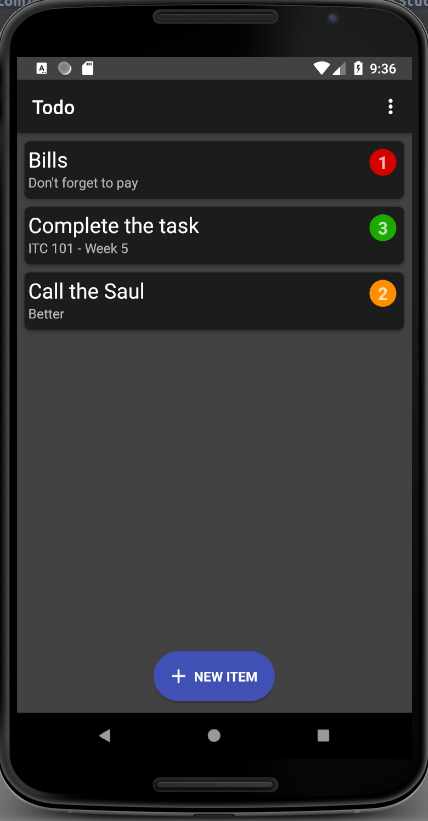 9:36
Todo
Bills
1
Don't forget to pay
Complete the task
3
ITC 101 - Week 5
Call the Saul
2
Better
+ NEW ITEM